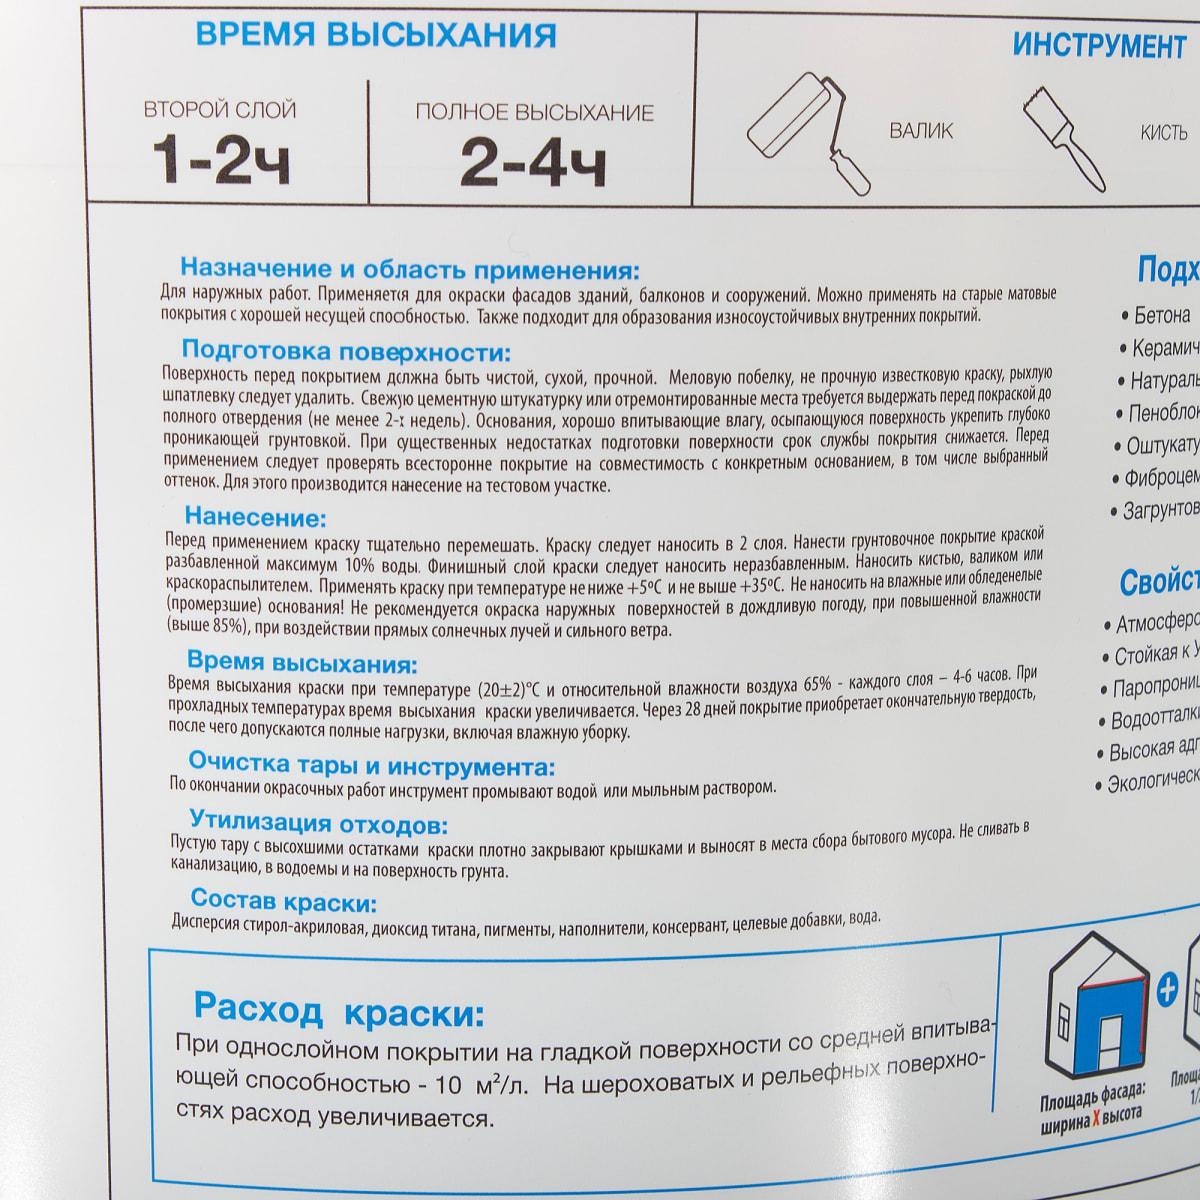 ВРЕМЯ ВЫСЫХАНИЯ
ВТОРОЙ СЛОЙ
1-2ч
ПОЛНОЕ ВЫСЫХАНИЕ
2-4ч
ИНСТРУМЕНТ
ВАЛИК
КИСТЬ
Назначение и область применения:
Для наружных работ. Применяется для окраски фасадов зданий, балконов и сооружений. Можно применять на старые матовые
покрытия с хорошей несущей способностью. Также подходит для образования износоустойчивых внутренних покрытий.
Подготовка поверхности:
Поверхность перед покрытием должна быть чистой, сухой, прочной. Меловую побелку, не прочную известковую краску, рыхлую
шпатлевку следует удалить. Свежую цементную штукатурку или отремонтированные места требуется выдержать перед покраской до
полного отвердения (не менее 2-х недель). Основания, хорошо впитывающие влагу, осыпающуюся поверхность укрепить глубоко
проникающей грунтовкой. При существенных недостатках подготовки поверхности срок службы покрытия снижается. Перед
применением следует проверять всесторонне покрытие на совместимость с конкретным основанием, в том числе выбранный
оттенок. Для этого производится нанесение на тестовом участке.
Нанесение:
Перед применением краску тщательно перемешать. Краску следует наносить в 2 слоя. Нанести грунтовочное покрытие краской
разбавленной максимум 10% воды. Финишный слой краски следует наносить неразбавленным. Наносить кистью, валиком или
краскораспылителем. Применять краску при температуре не ниже +5ºС и не выше +35ºС. Не наносить на влажные или обледенелые
(промерзшие) основания! Не рекомендуется окраска наружных поверхностей в дождливую погоду, при повышенной влажности
(выше 85%), при воздействии прямых солнечных лучей и сильного ветра.
Время высыхания:
Время высыхания краски при температуре (20±2)°С и относительной влажности воздуха 65% - каждого слоя – 4-6 часов. При
прохладных температурах время высыхания краски увеличивается. Через 28 дней покрытие приобретает окончательную твердость,
после чего допускаются полные нагрузки, включая влажную уборку.
Очистка тары и инструмента:
По окончании окрасочных работ инструмент промывают водой или мыльным раствором.
Утилизация отходов:
Пустую тару с высохшими остатками краски плотно закрывают крышками и выносят в места сбора бытового мусора. Не сливать в
канализацию, в водоемы и на поверхность грунта.
Состав краски:
Дисперсия стирол-акриловая, диоксид титана, пигменты, наполнители, консервант, целевые добавки, вода.
Расход краски:
При однослойном покрытии на гладкой поверхности со средней впитыва-
ющей способностью - 10 м²/л. На шероховатых и рельефных поверхно-
стях расход увеличивается.
Подх
• Бетона
• Керамич
• Натураль
• Пеноблок
• Оштукату
• Фиброцем
• Загрунтов
Свойст
• Атмосферо
• Стойкая к У
• Паропрониц
• Водоотталки
• Высокая адг
• Экологическ
+
Площадь фасада:
ширина X высота
Площа
1/